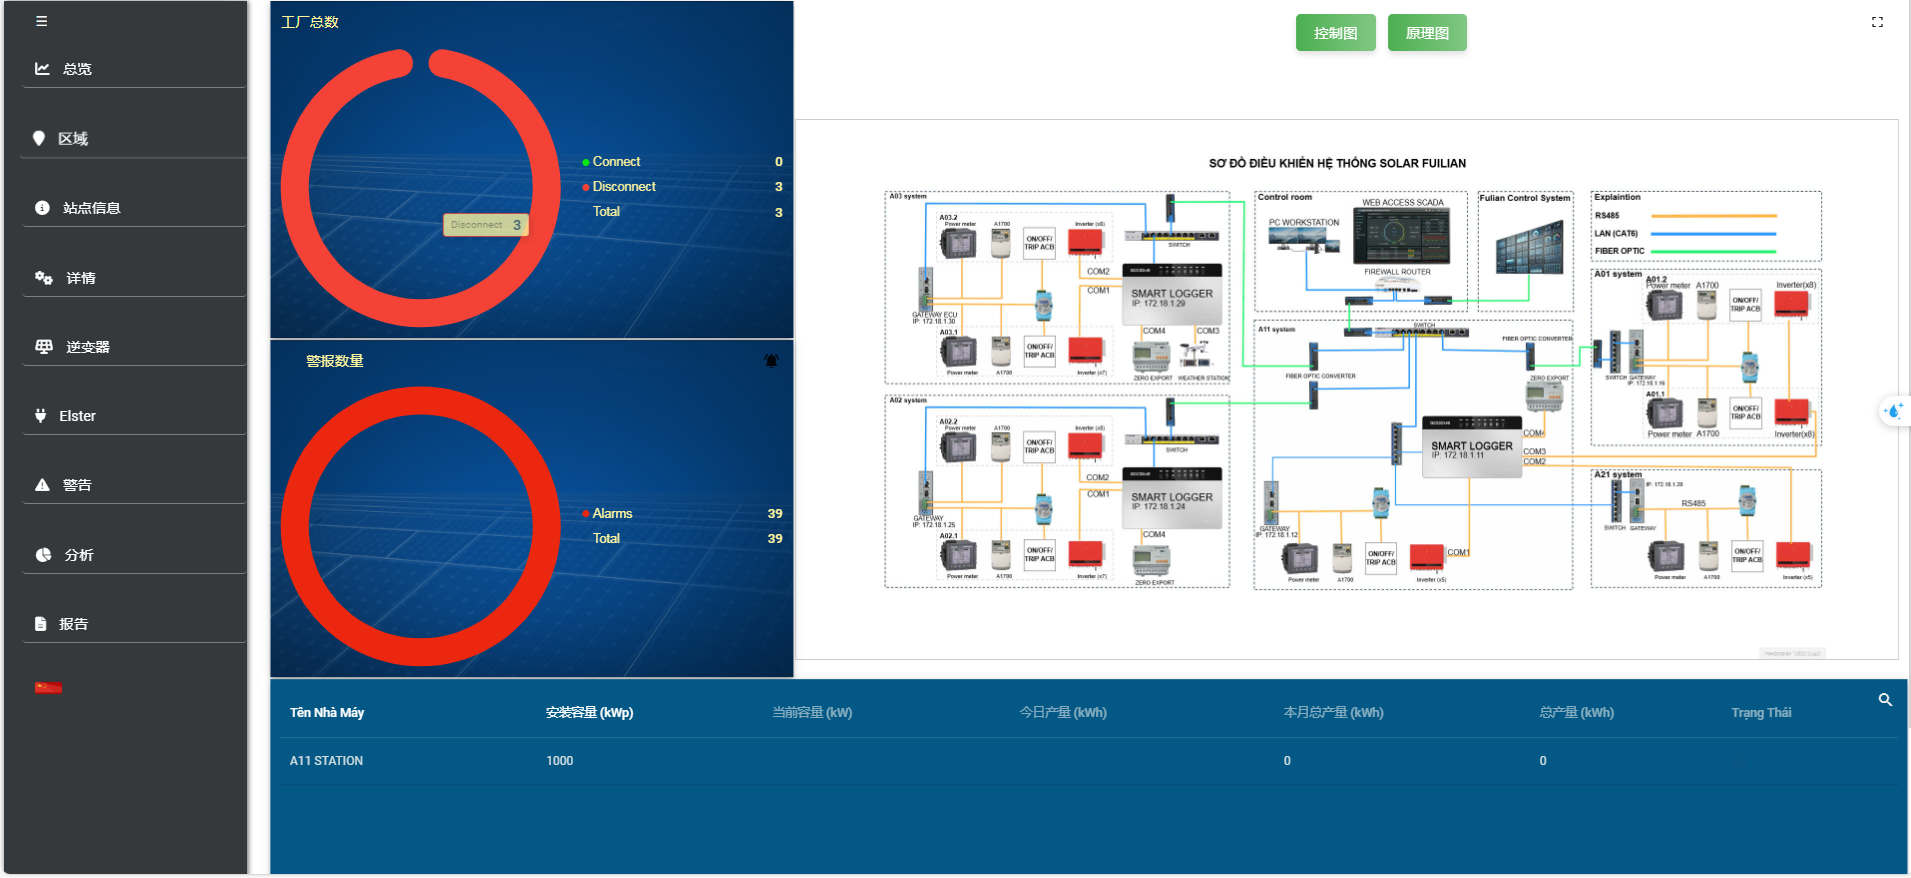 总览
区域
站点信息
详情
逆变器
Elster
警告
分析
报告
工厂总数
Connect 0
Disconnect 3
Total 3
Disconnect 3
警报数量
Alarms 39
Total 39
控制图 原理图
SƠ ĐỒ ĐIỀU KHIỂN HỆ THỐNG SOLAR FUILIAN
A03 system
A03.2
Power meter
A1700
ON/OFF/
TRIP ACB
Inverter (x8)
SWITCH
COM2
COM1
SMART LOGGER
IP: 172.18.1.29
GATEWAY ECU
IP: 172.18.1.30
A03.1
Power meter
A1700
ON/OFF/
TRIP ACB
Inverter (x7)
COM4
COM3
ZERO EXPORT
WEATHER STATION
A02 system
A02.2
Power meter
A1700
ON/OFF/
TRIP ACB
Inverter (x8)
SWITCH
COM2
COM1
SMART LOGGER
IP: 172.18.1.24
GATEWAY
IP: 172.18.1.25
A02.1
Power meter
A1700
ON/OFF/
TRIP ACB
Inverter (x7)
COM4
ZERO EXPORT
Control room
PC WORKSTATION
WEB ACCESS SCADA
FIREWALL ROUTER
Fulian Control System
Explaintion
RS485
LAN (CAT6)
FIBER OPTIC
A11 system
SWITCH
FIBER OPTIC CONVERTER
FIBER OPTIC CONVERTER
ZERO EXPORT
SMART LOGGER
IP: 172.18.1.11
COM4
COM3
COM2
COM1
GATEWAY
IP: 172.18.1.12
Power meter
A1700
ON/OFF/
TRIP ACB
Inverter (x5)
A01 system
A01.2
Power meter
A1700
ON/OFF/
TRIP ACB
Inverter(x8)
SWITCH
GATEWAY
IP: 172.18.1.16
A01.1
Power meter
A1700
ON/OFF/
TRIP ACB
Inverter(x8)
A21 system
IP: 172.18.1.20
RS485
SWITCH
GATEWAY
Power meter
A1700
ON/OFF/
TRIP ACB
Inverter (x5)
Tên Nhà Máy 安装容量 (kWp) 当前容量 (kW) 今日产量 (kWh) 本月总产量 (kWh) 总产量 (kWh) Trạng Thái
A11 STATION 1000 0 0